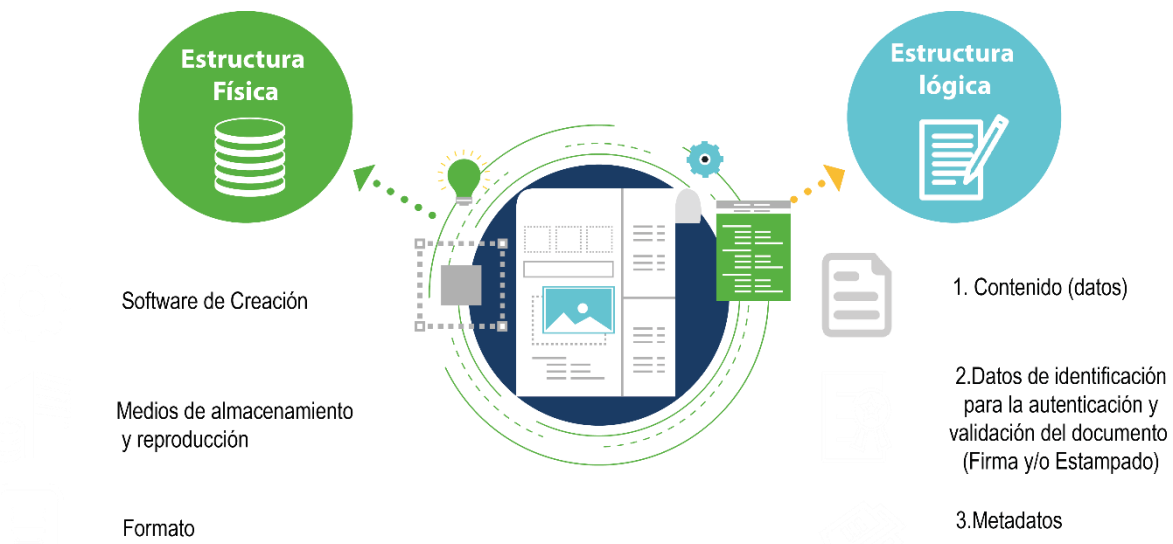 Estructura
Física
Software de Creación
Medios de almacenamiento
y reproducción
Formato
Estructura
lógica
1. Contenido (datos)
2.Datos de identificación
para la autenticación y
validación del documento
(Firma y/o Estampado)
3.Metadatos